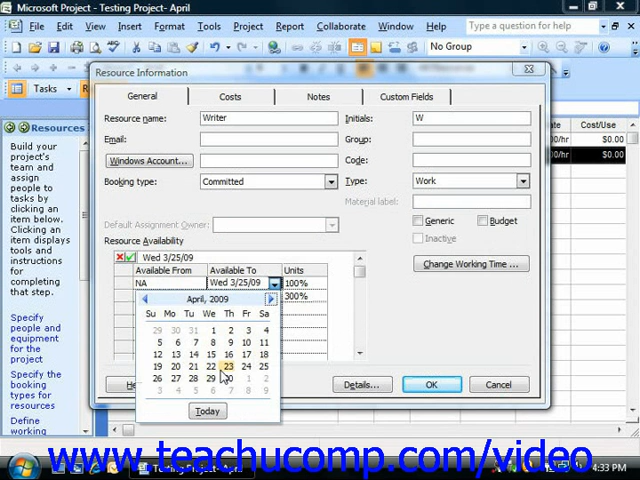 Microsoft Project - Testing Project- April
File Edit View Insert Format Tools Project Report Collaborate Window Help Type a question for help
No Group
Tasks
Resource Information
General Costs Notes Custom Fields
Resource name: Writer Initials: W
Email: Group:
Windows Account... Code:
Booking type: Committed Type: Work
Material label:
Default Assignment Owner: Generic Budget
Inactive
Resource Availability
Wed 3/25/09
Available From Available To Units
Change Working Time ...
NA Wed 3/25/09 100%
300%
April, 2009
Su Mo Tu We Th Fr Sa
29 30 31 1 2 3 4
5 6 7 8 9 10 11
12 13 14 15 16 17 18
19 20 21 22 23 24 25
26 27 28 29 30 1 2
3 4 5 6 7 8 9
Today
Details... OK Cancel
Resources
Build your
project's
team and
assign
people to
tasks by
clicking an
item below.
Clicking an
item displays
tools and
instructions
for
completing
that step.
Specify
people and
equipment
for the
project
Specify the
booking
types for
resources
Define
working
Cost/Use
/hr $0.00
/hr $0.00
www.teachucomp.com/video
Testing Project- Apri...
4:33 PM